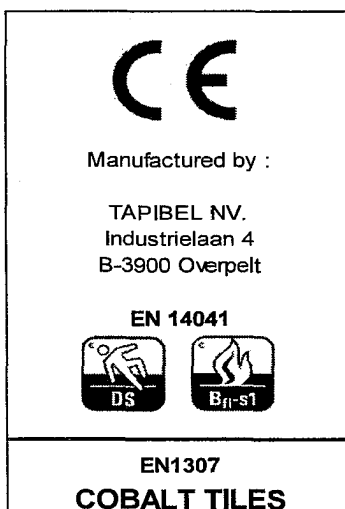 CE
Manufactured by :
TAPIBEL NV.
Industrielaan 4
B-3900 Overpelt
EN 14041
DS
Bfl-s1
EN1307
COBALT TILES